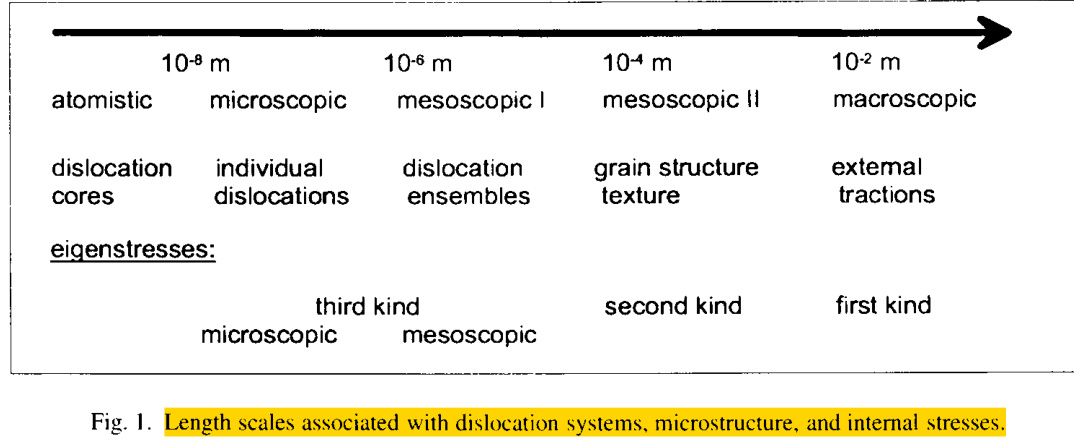 10⁻⁸ m 10⁻⁶ m 10⁻⁴ m 10⁻² m
atomistic microscopic mesoscopic I mesoscopic II macroscopic
dislocation individual dislocation grain structure external
cores dislocations ensembles texture tractions
eigenstresses:
third kind second kind first kind
microscopic mesoscopic
Fig. 1. Length scales associated with dislocation systems, microstructure, and internal stresses.